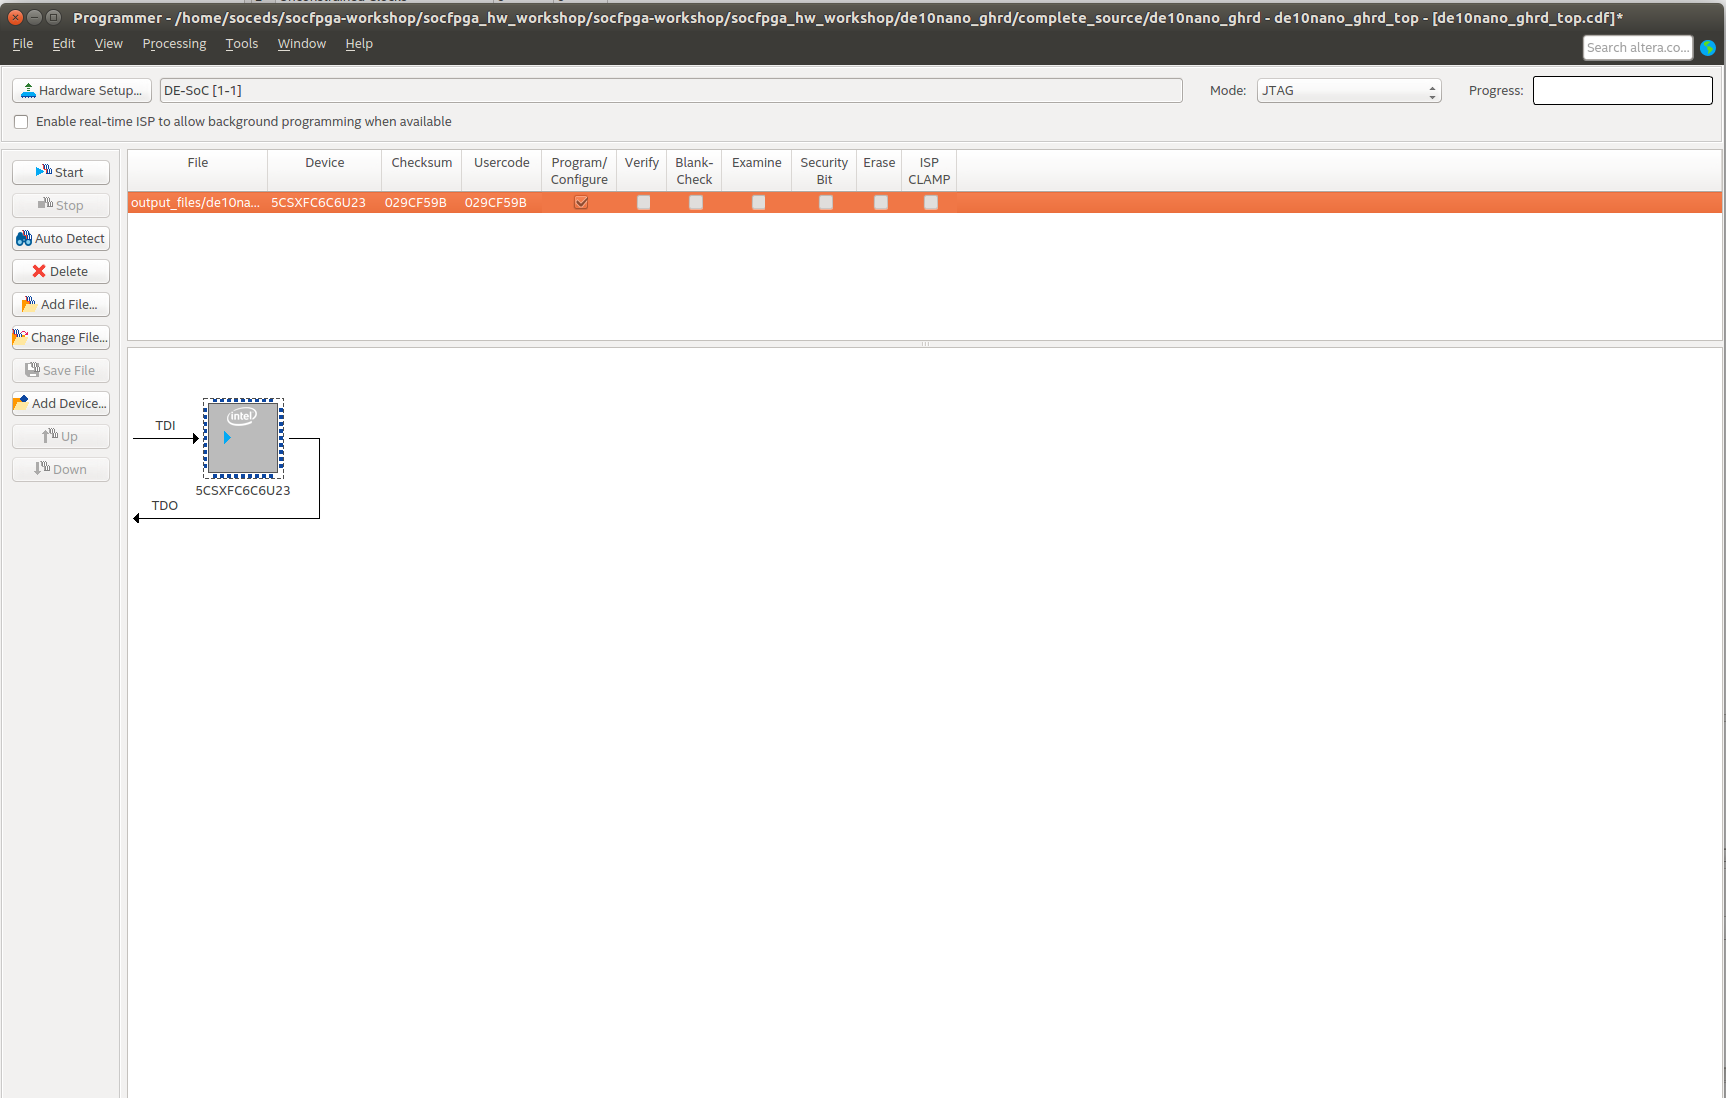 Programmer - /home/soceds/socfpga-workshop/socfpga_hw_workshop/socfpga-workshop/socfpga_hw_workshop/de10nano_ghrd/complete_source/de10nano_ghrd - de10nano_ghrd_top - [de10nano_ghrd_top.cdf]*
File Edit View Processing Tools Window Help
Search altera.co...
Hardware Setup... DE-SoC [1-1] Mode: JTAG Progress:
Enable real-time ISP to allow background programming when available
Start
Stop
Auto Detect
Delete
Add File...
Change File...
Save File
Add Device...
Up
Down
File Device Checksum Usercode Program/ Configure Verify Blank- Check Examine Security Bit Erase ISP CLAMP
output_files/de10na... 5CSXFC6C6U23 029CF59B 029CF59B
TDI
intel
5CSXFC6C6U23
TDO